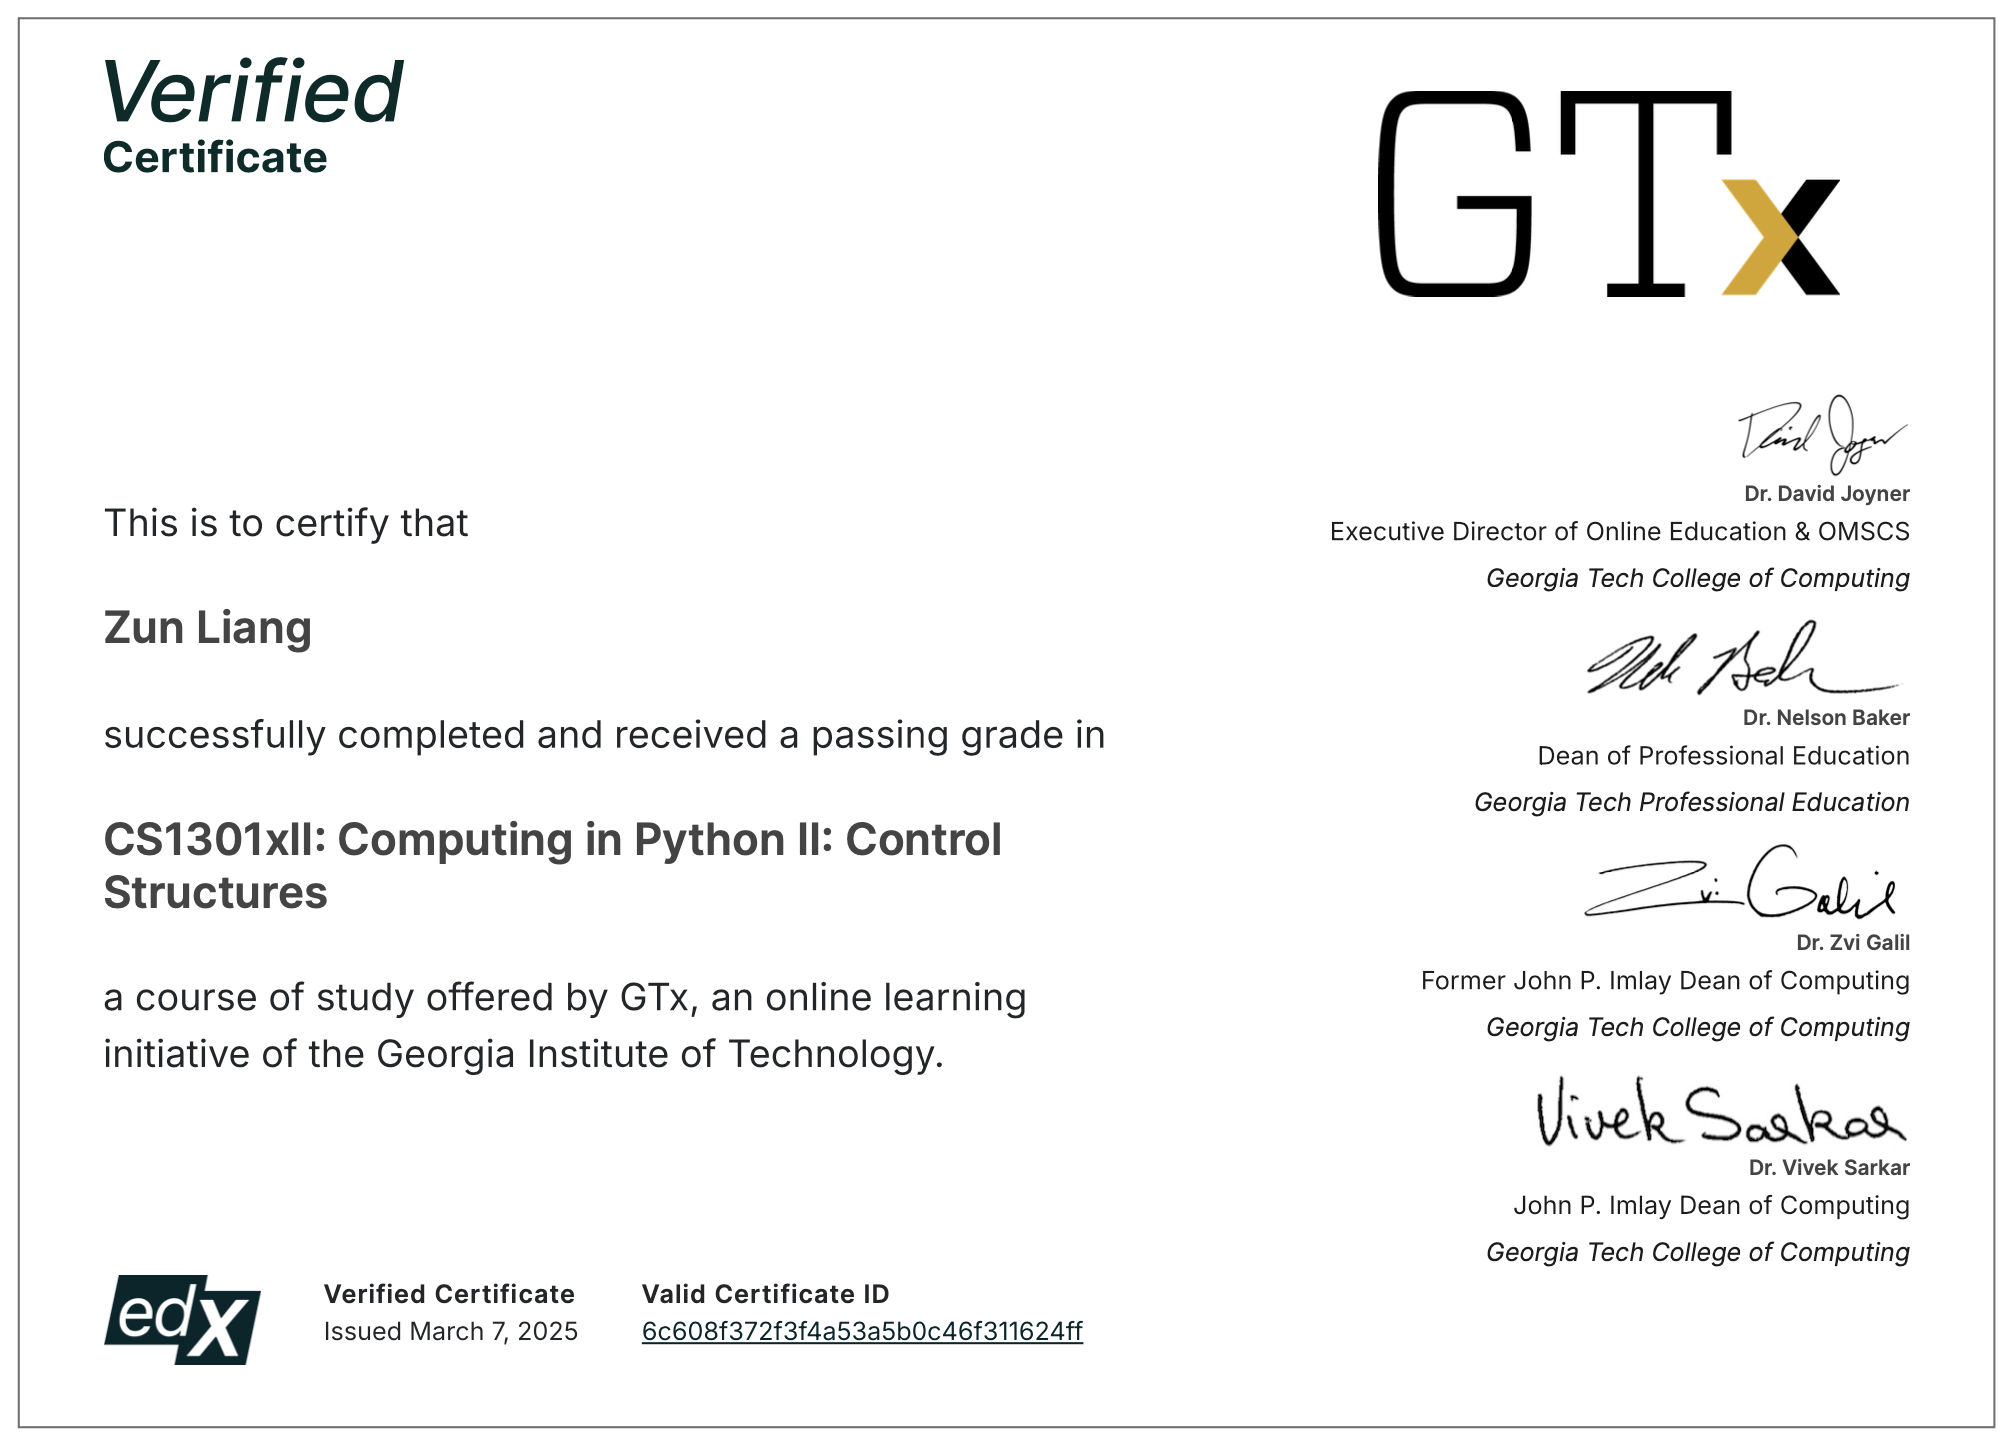 Verified
Certificate
GTx
This is to certify that
Zun Liang
successfully completed and received a passing grade in
CS1301xII: Computing in Python II: Control
Structures
a course of study offered by GTx, an online learning
initiative of the Georgia Institute of Technology.
David Joyner
Dr. David Joyner
Executive Director of Online Education & OMSCS
Georgia Tech College of Computing
Dr. Nelson Baker
Dean of Professional Education
Georgia Tech Professional Education
Zvi Galil
Dr. Zvi Galil
Former John P. Imlay Dean of Computing
Georgia Tech College of Computing
Vivek Sarkar
Dr. Vivek Sarkar
John P. Imlay Dean of Computing
Georgia Tech College of Computing
edX
Verified Certificate
Issued March 7, 2025
Valid Certificate ID
6c608f372f3f4a53a5b0c46f311624ff